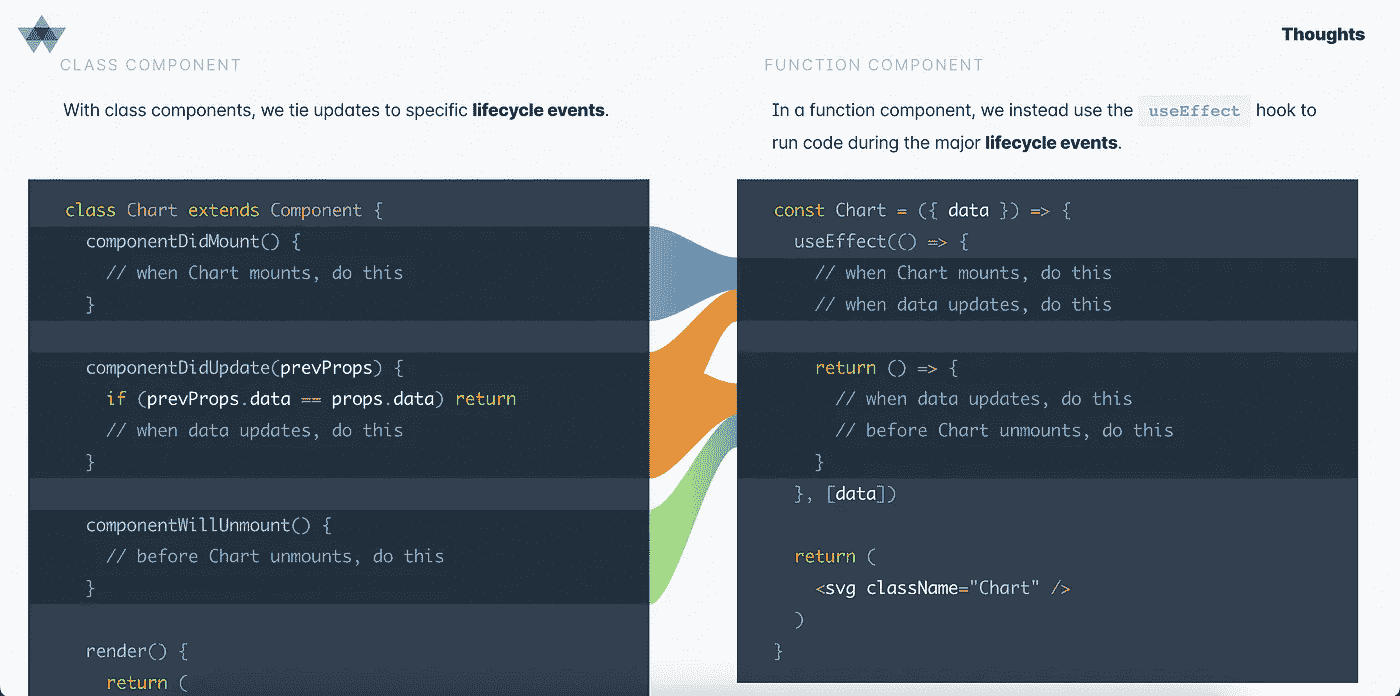 Thoughts
CLASS COMPONENT
With class components, we tie updates to specific lifecycle events.
class Chart extends Component {
componentDidMount() {
// when Chart mounts, do this
}
componentDidUpdate(prevProps) {
if (prevProps.data == props.data) return
// when data updates, do this
}
componentWillUnmount() {
// before Chart unmounts, do this
}
render() {
return (
FUNCTION COMPONENT
In a function component, we instead use the useEffect hook to
run code during the major lifecycle events.
const Chart = ({ data }) => {
useEffect(() => {
// when Chart mounts, do this
// when data updates, do this
return () => {
// when data updates, do this
// before Chart unmounts, do this
}
}, [data])
return (
<svg className="Chart" />
)
}